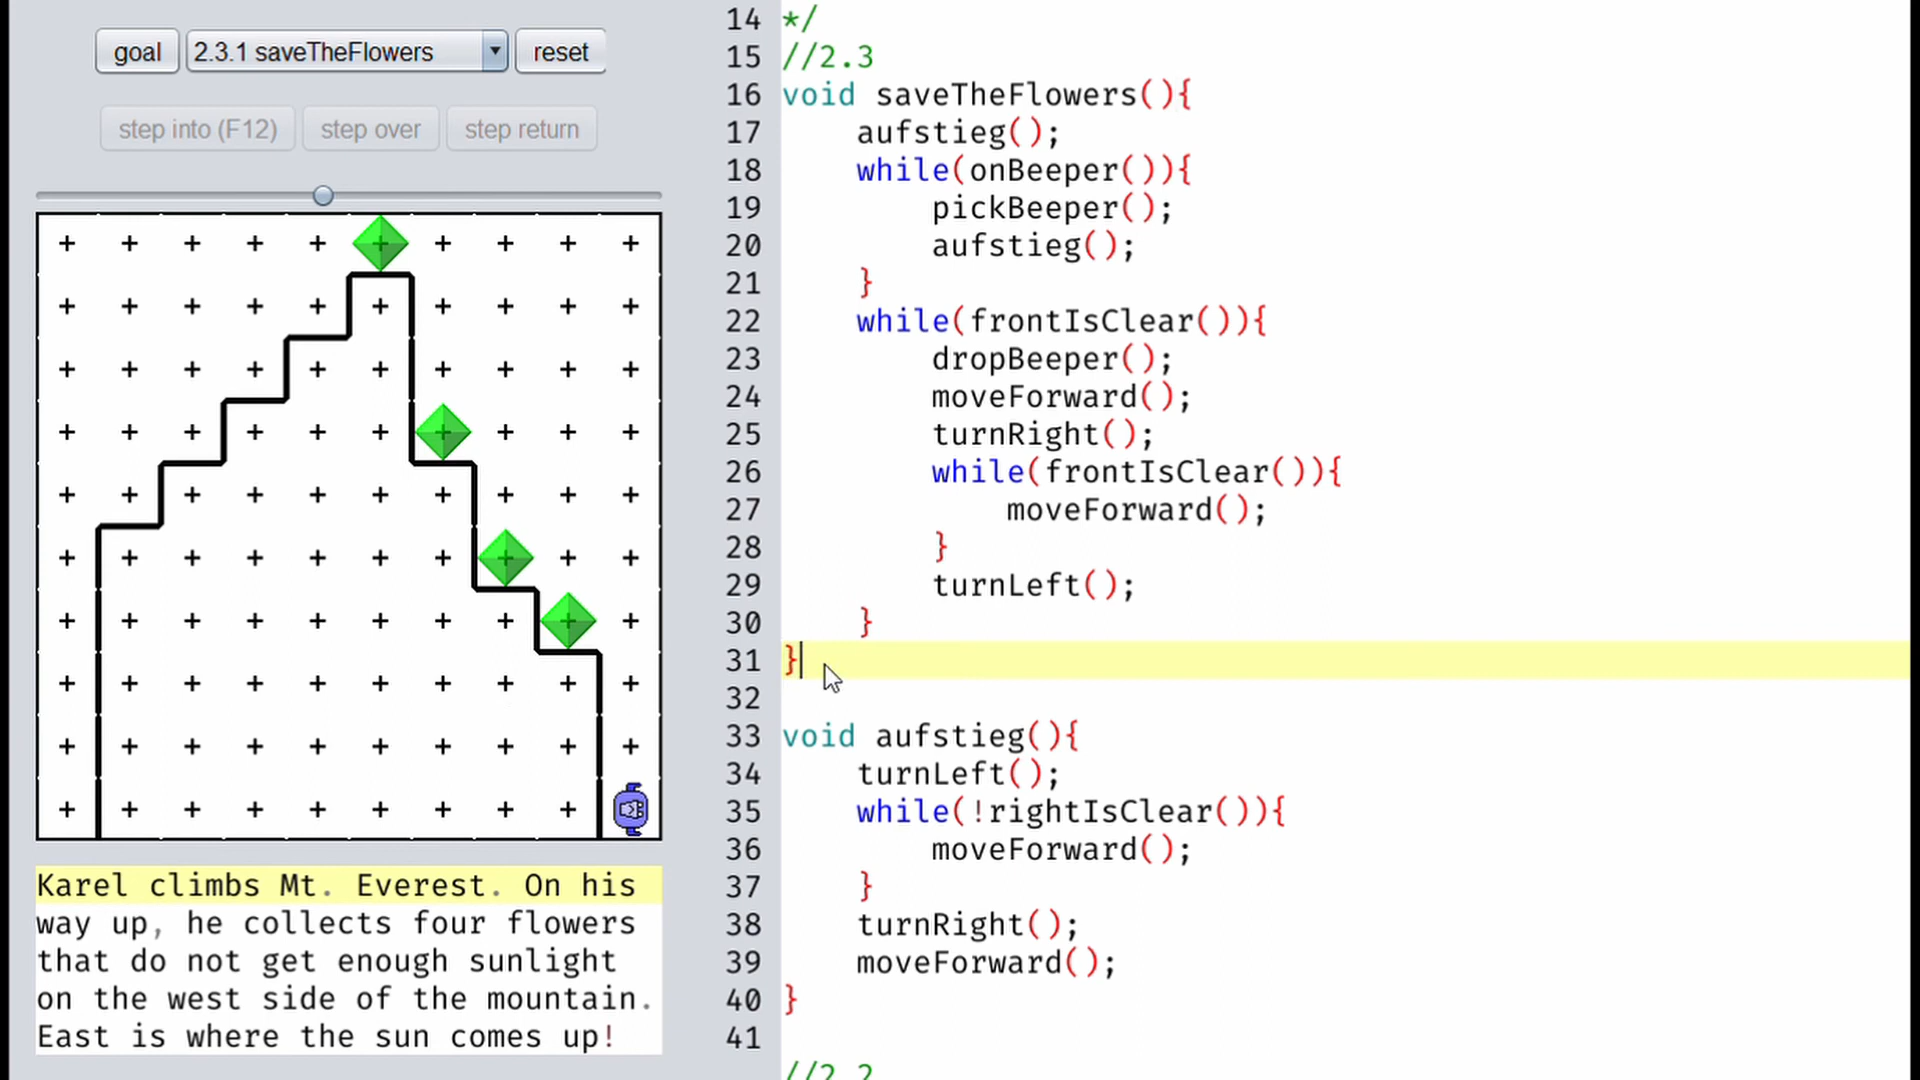 goal 2.3.1 saveTheFlowers reset
step into (F12) step over step return
Karel climbs Mt. Everest. On his
way up, he collects four flowers
that do not get enough sunlight
on the west side of the mountain.
East is where the sun comes up!
14 */
15 //2.3
16 void saveTheFlowers(){
17 aufstieg();
18 while(onBeeper()){
19 pickBeeper();
20 aufstieg();
21 }
22 while(frontIsClear()){
23 dropBeeper();
24 moveForward();
25 turnRight();
26 while(frontIsClear()){
27 moveForward();
28 }
29 turnLeft();
30 }
31 }
32
33 void aufstieg(){
34 turnLeft();
35 while(!rightIsClear()){
36 moveForward();
37 }
38 turnRight();
39 moveForward();
40 }
41
//2.2